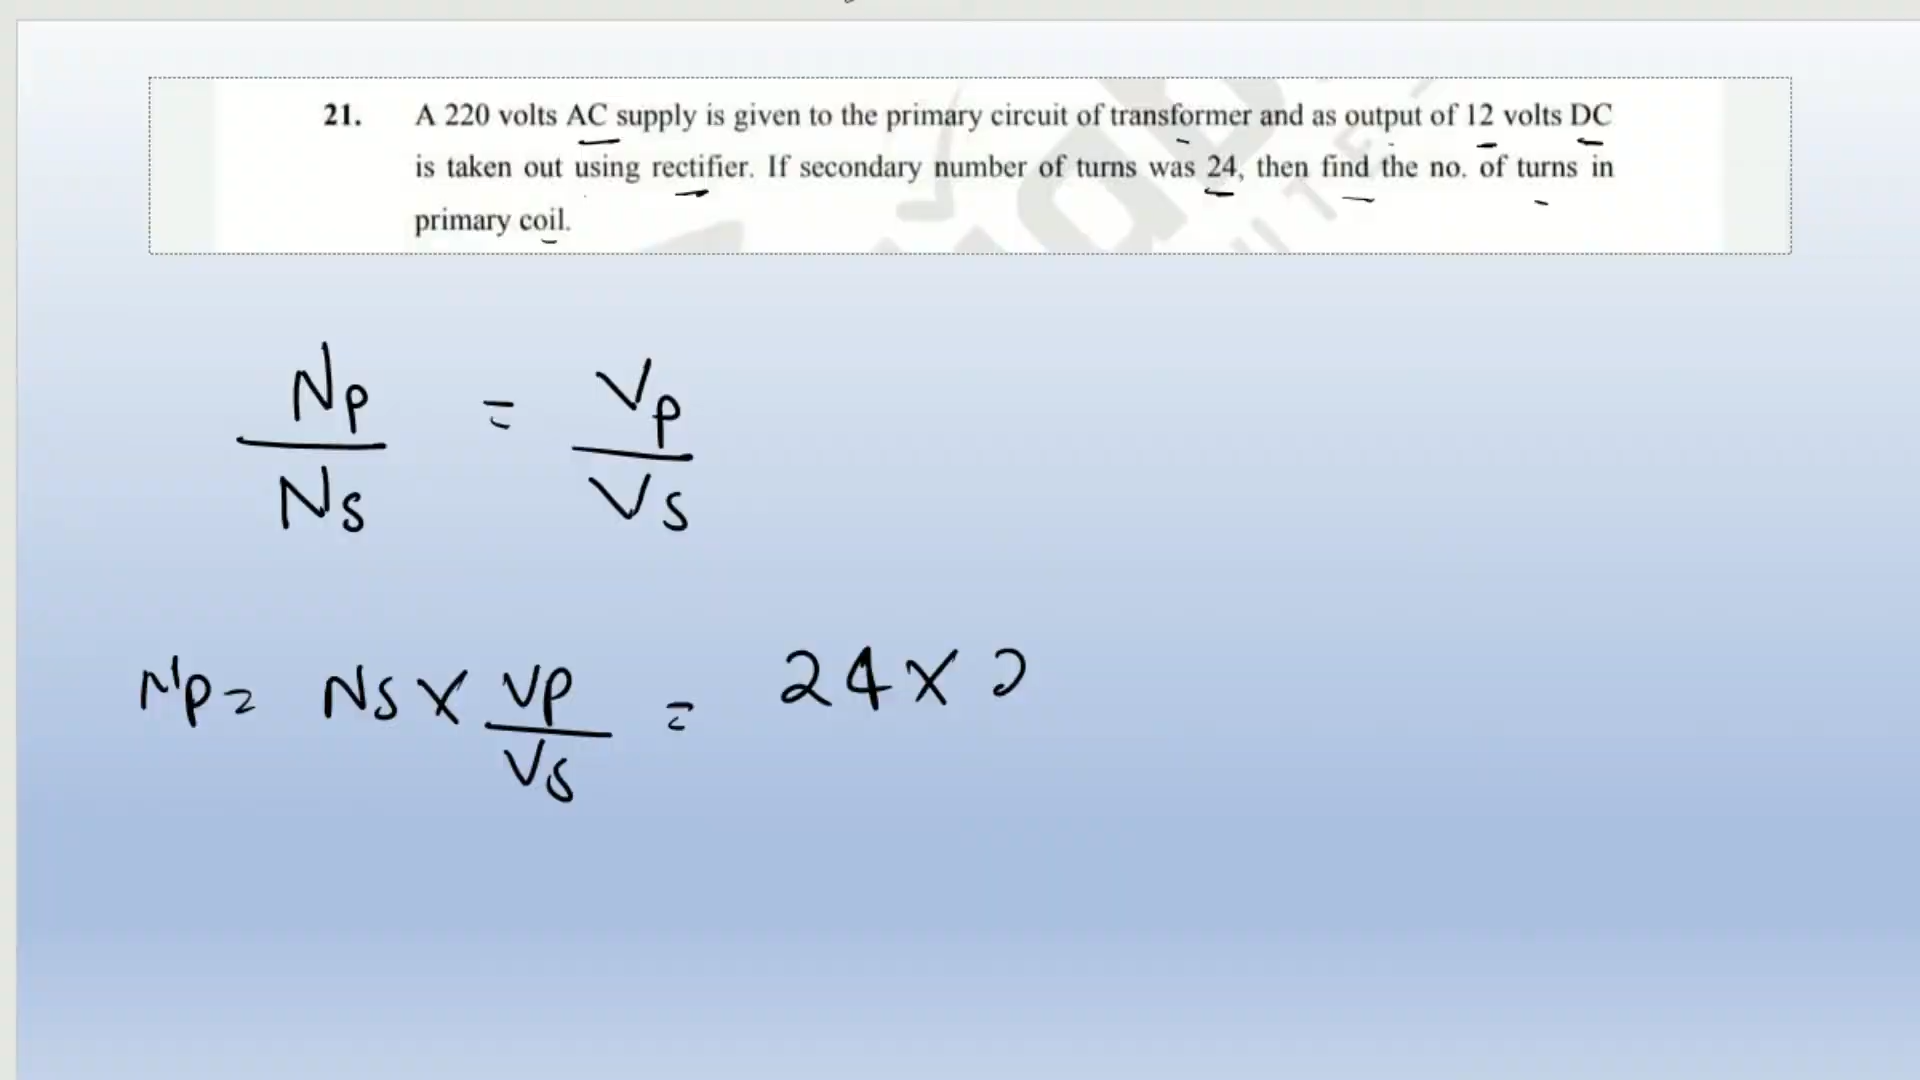 21. A 220 volts AC supply is given to the primary circuit of transformer and as output of 12 volts DC
is taken out using rectifier. If secondary number of turns was 24, then find the no. of turns in
primary coil.
Np = Vp
Ns Vs
Np = Ns X Vp = 24 X 2
Vs